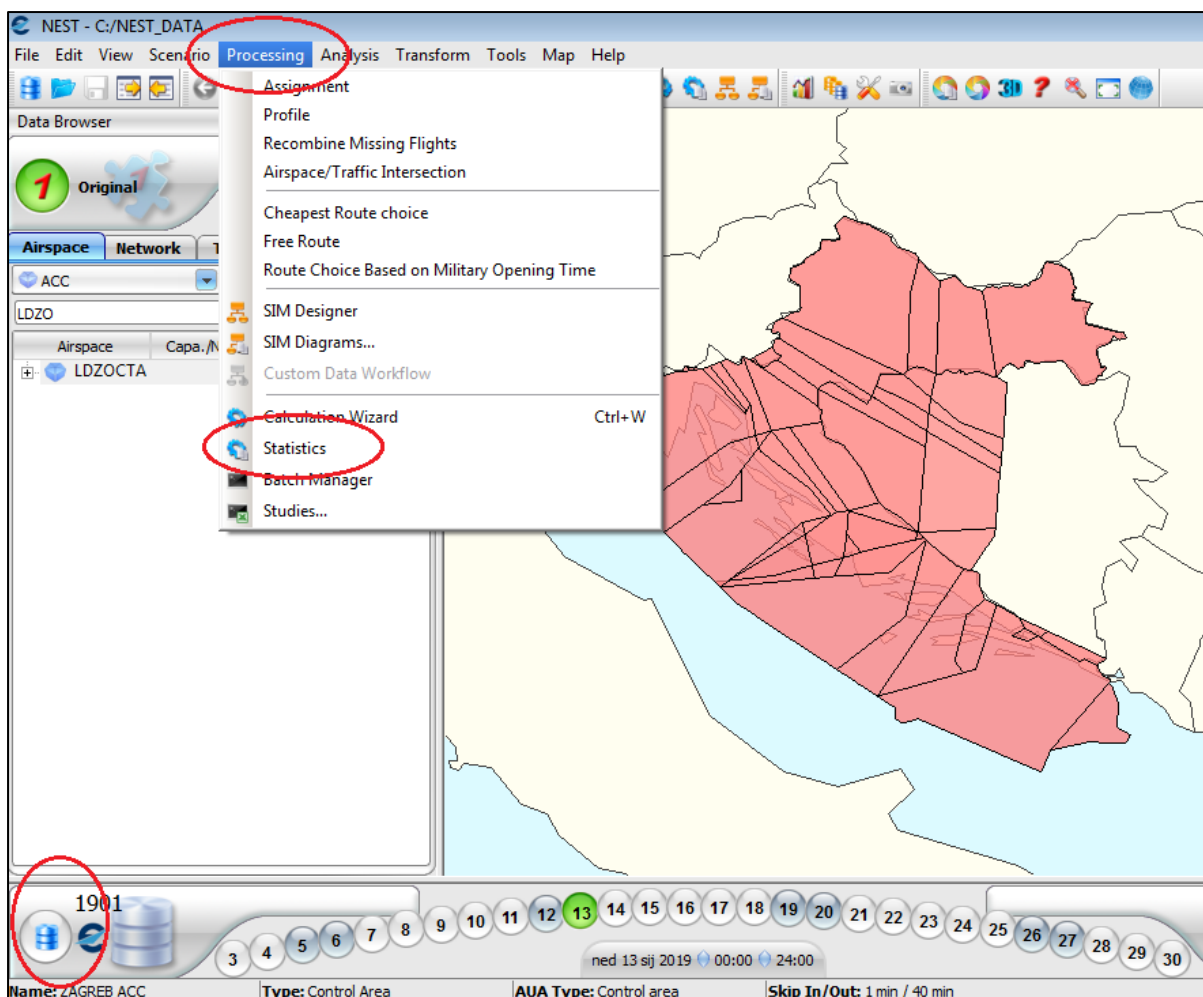 NEST - C:/NEST_DATA
File Edit View Scenario Processing Analysis Transform Tools Map Help
3D ?
Data Browser
1 Original 1
Airspace Network T
ACC
LDZO
Airspace Capa./N
LDZOCTA
Assignment
Profile
Recombine Missing Flights
Airspace/Traffic Intersection
Cheapest Route choice
Free Route
Route Choice Based on Military Opening Time
SIM Designer
SIM Diagrams...
Custom Data Workflow
Calculation Wizard Ctrl+W
Statistics
Batch Manager
Studies...
1901
3 4 5 6 7 8 9 10 11 12 13 14 15 16 17 18 19 20 21 22 23 24 25 26 27 28 29 30
ned 13 sij 2019 00:00 24:00
Name: ZAGREB ACC Type: Control Area AUA Type: Control area Skip In/Out: 1 min / 40 min